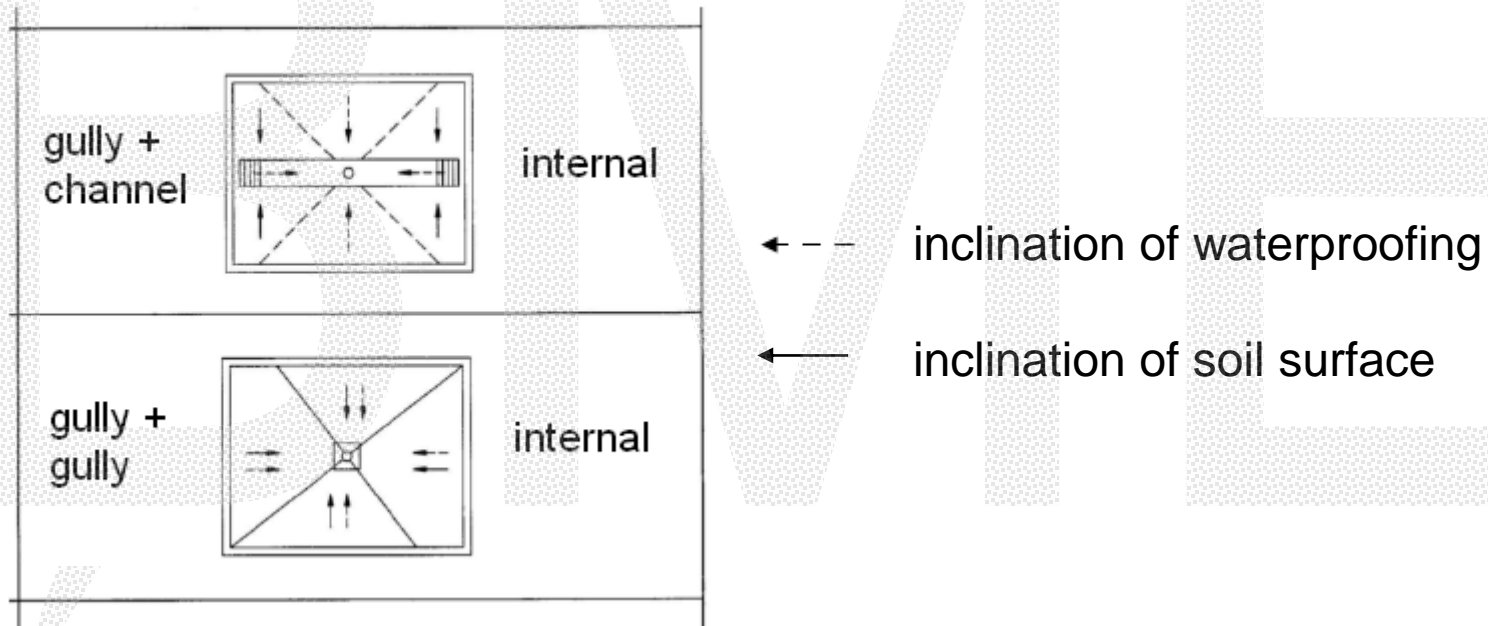 gully +
channel
internal
inclination of waterproofing
inclination of soil surface
gully +
gully
internal